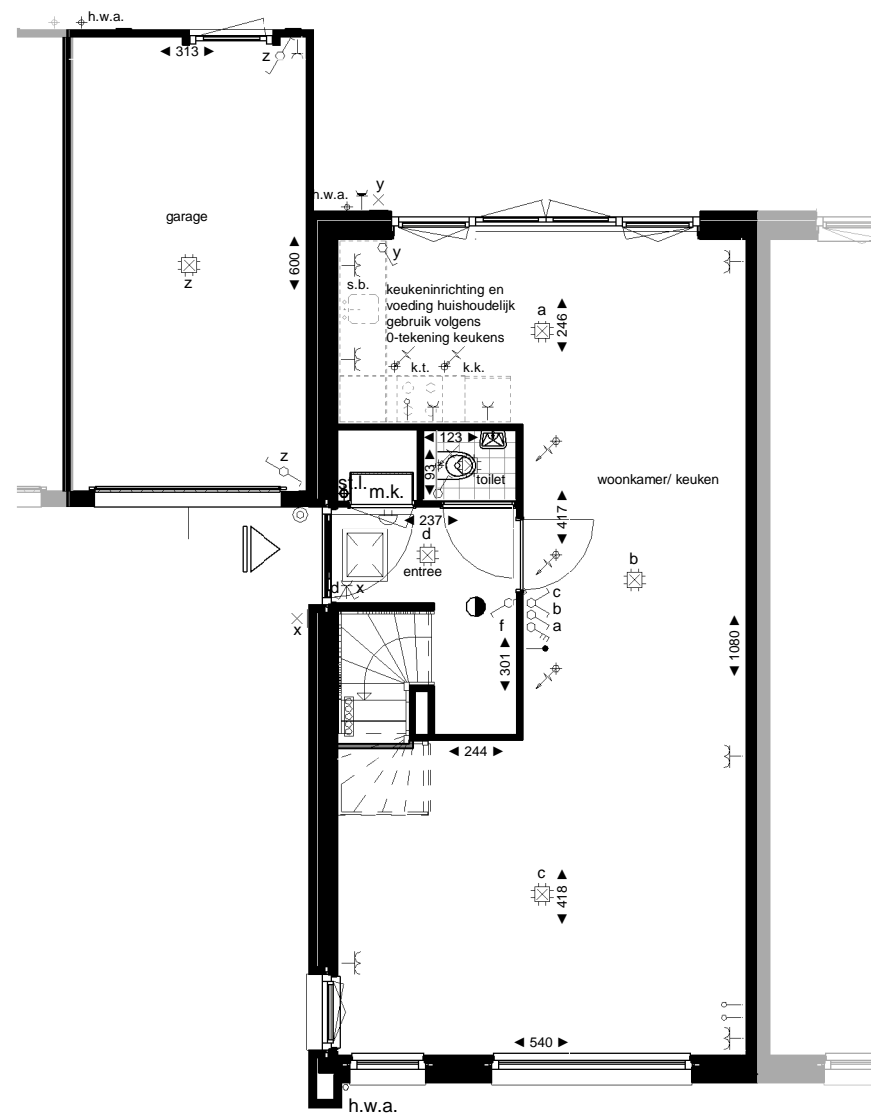 h.w.a.
z
313
garage
z
600
h.w.a.
y
y
s.b.
keukeninrichting en
voeding huishoudelijk
gebruik volgens
0-tekening keukens
k.t.
k.k.
a
246
z
123
93
toilet
st.l.
m.k.
woonkamer/ keuken
237
417
d
entree
d
x
x
b
c
b
a
f
301
1080
244
c
418
540
h.w.a.